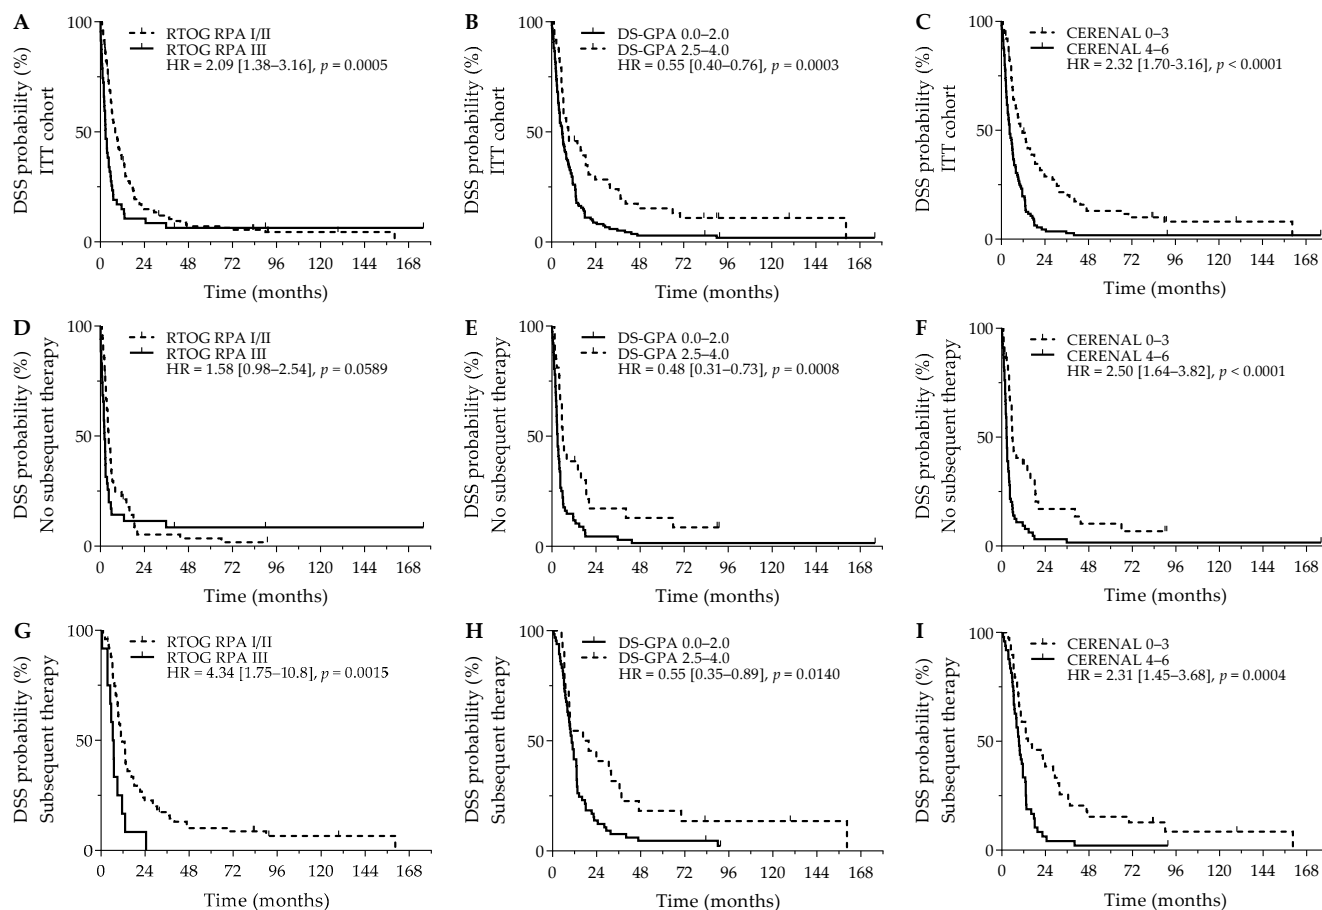 A
DSS probability (%)
ITT cohort
100
50
0
RTOG RPA I/II
RTOG RPA III
HR = 2.09 [1.38–3.16], p = 0.0005
0 24 48 72 96 120 144 168
Time (months)
B
DSS probability (%)
ITT cohort
100
50
0
DS-GPA 0.0–2.0
DS-GPA 2.5–4.0
HR = 0.55 [0.40–0.76], p = 0.0003
0 24 48 72 96 120 144 168
Time (months)
C
DSS probability (%)
ITT cohort
100
50
0
CERENAL 0–3
CERENAL 4–6
HR = 2.32 [1.70-3.16], p < 0.0001
0 24 48 72 96 120 144 168
Time (months)
D
DSS probability (%)
No subsequent therapy
100
50
0
RTOG RPA I/II
RTOG RPA III
HR = 1.58 [0.98–2.54], p = 0.0589
0 24 48 72 96 120 144 168
Time (months)
E
DSS probability (%)
No subsequent therapy
100
50
0
DS-GPA 0.0–2.0
DS-GPA 2.5–4.0
HR = 0.48 [0.31–0.73], p = 0.0008
0 24 48 72 96 120 144 168
Time (months)
F
DSS probability (%)
No subsequent therapy
100
50
0
CERENAL 0–3
CERENAL 4–6
HR = 2.50 [1.64–3.82], p < 0.0001
0 24 48 72 96 120 144 168
Time (months)
G
DSS probability (%)
Subsequent therapy
100
50
0
RTOG RPA I/II
RTOG RPA III
HR = 4.34 [1.75–10.8], p = 0.0015
0 24 48 72 96 120 144 168
Time (months)
H
DSS probability (%)
Subsequent therapy
100
50
0
DS-GPA 0.0–2.0
DS-GPA 2.5–4.0
HR = 0.55 [0.35–0.89], p = 0.0140
0 24 48 72 96 120 144 168
Time (months)
I
DSS probability (%)
Subsequent therapy
100
50
0
CERENAL 0–3
CERENAL 4–6
HR = 2.31 [1.45–3.68], p = 0.0004
0 24 48 72 96 120 144 168
Time (months)